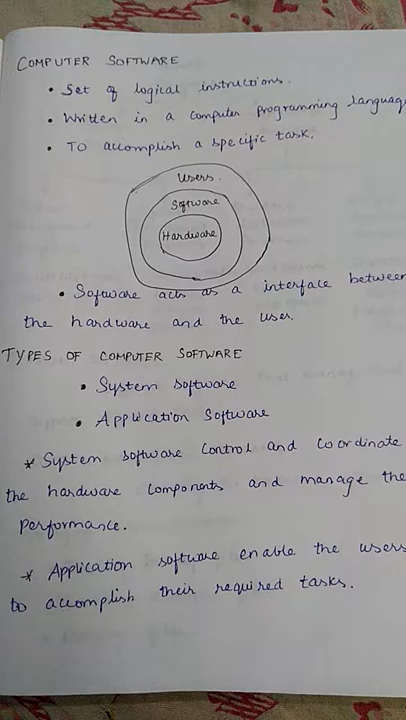 COMPUTER SOFTWARE
• Set of logical instructions.
• Written in a computer programming languag
• TO accomplish a specific task.
Users.
Software
Hardware
• Software acts as a interface between
the hardware and the user.
TYPES OF COMPUTER SOFTWARE
• System software
• Application Software
* System software control and coordinate
the hardware components and manage the
performance.
* Application software enable the users
to accomplish their required tasks.